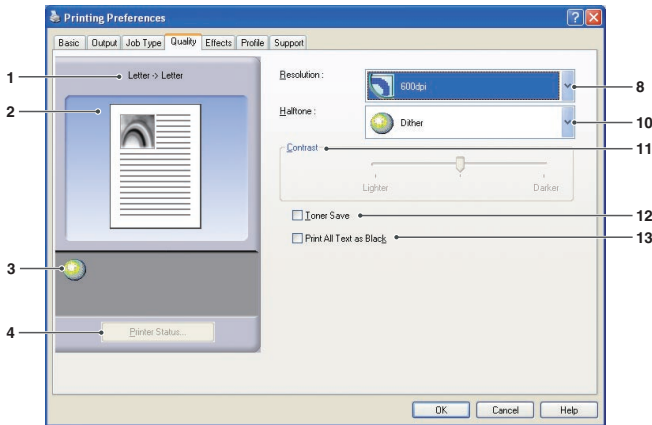 Printing Preferences
Basic Output Job Type Quality Effects Profile Support
1 Letter -> Letter
2
3
4 Printer Status...
Resolution :
600dpi 8
Halftone :
Dither 10
Contrast 11
Lighter Darker
Toner Save 12
Print All Text as Black 13
OK Cancel Help